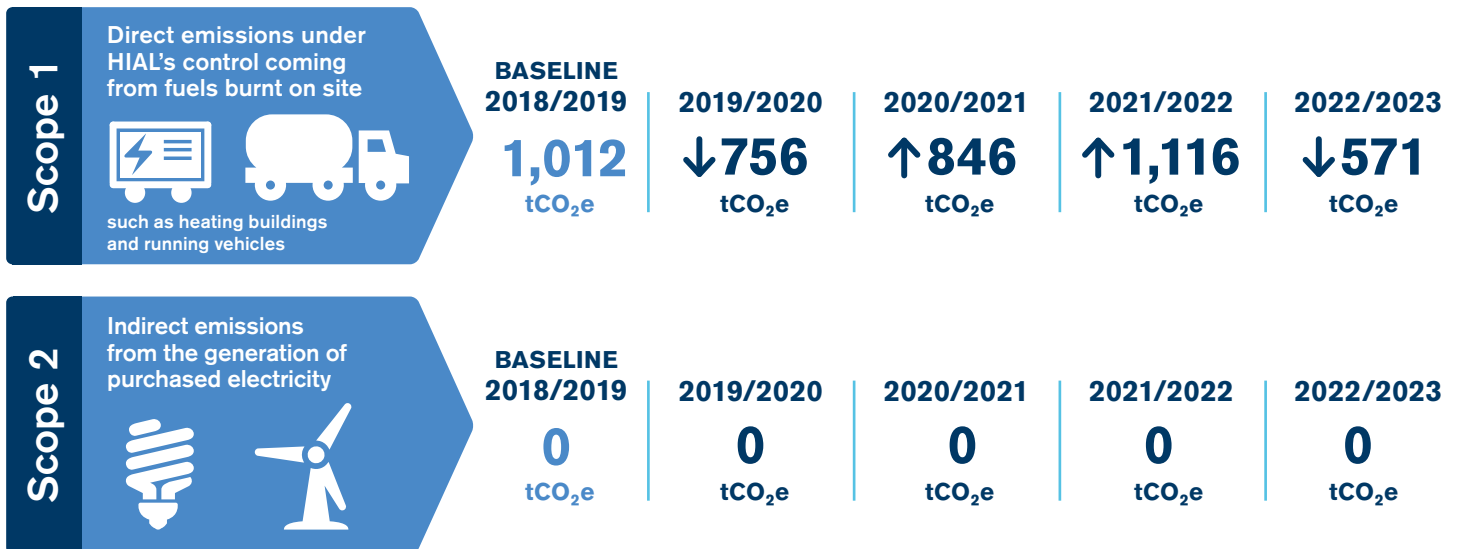 Scope 1
Direct emissions under
HIAL’s control coming
from fuels burnt on site
such as heating buildings
and running vehicles
BASELINE
2018/2019
1,012
tCO₂e
2019/2020
↓756
tCO₂e
2020/2021
↑846
tCO₂e
2021/2022
↑1,116
tCO₂e
2022/2023
↓571
tCO₂e
Scope 2
Indirect emissions
from the generation of
purchased electricity
BASELINE
2018/2019
0
tCO₂e
2019/2020
0
tCO₂e
2020/2021
0
tCO₂e
2021/2022
0
tCO₂e
2022/2023
0
tCO₂e